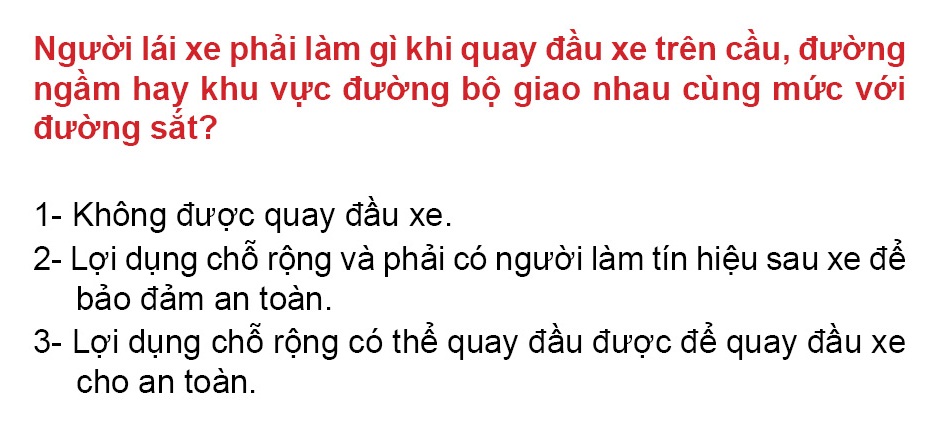 Người lái xe phải làm gì khi quay đầu xe trên cầu, đường
ngầm hay khu vực đường bộ giao nhau cùng mức với
đường sắt?
1- Không được quay đầu xe.
2- Lợi dụng chỗ rộng và phải có người làm tín hiệu sau xe để
bảo đảm an toàn.
3- Lợi dụng chỗ rộng có thể quay đầu được để quay đầu xe
cho an toàn.